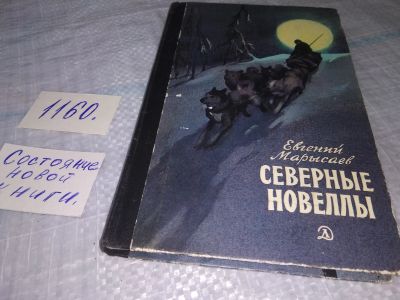 1160.
Состояние
новой
книги.
Евгений
Марысаев
СЕВЕРНЫЕ
НОВЕЛЛЫ